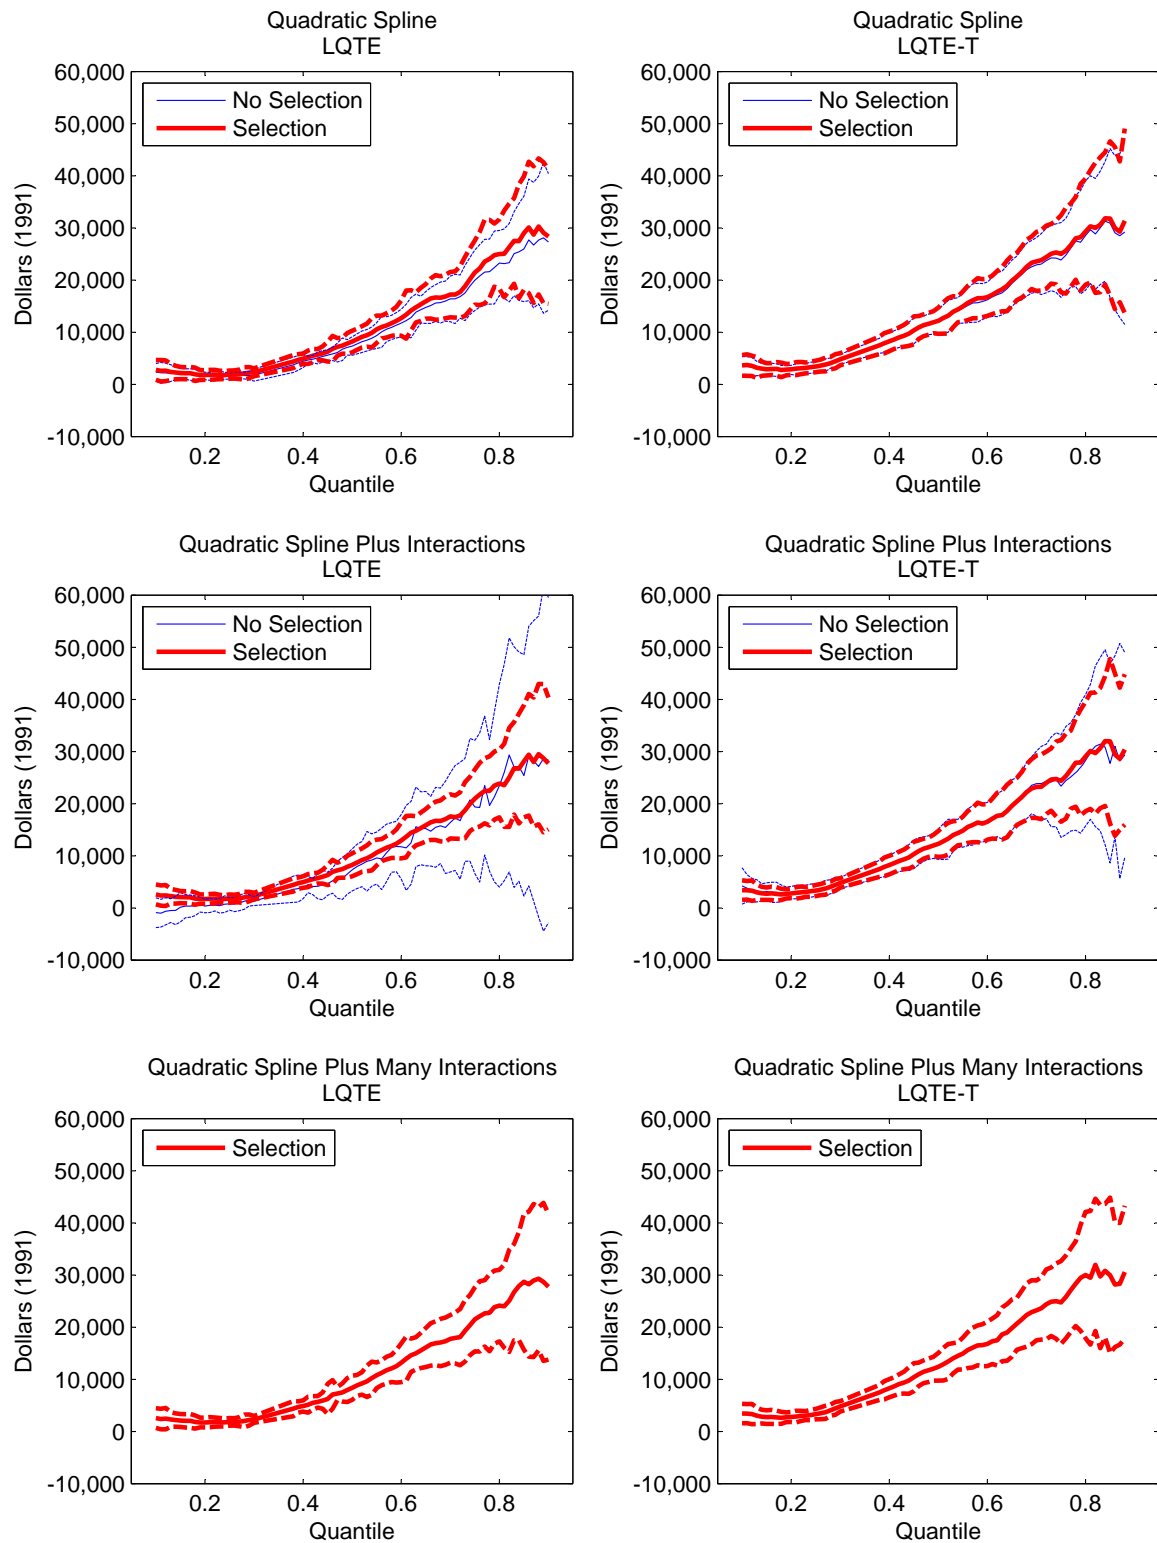 Quadratic Spline
LQTE
60,000
50,000
40,000
30,000
20,000
10,000
0
-10,000
Dollars (1991)
No Selection
Selection
0.2 0.4 0.6 0.8
Quantile
Quadratic Spline
LQTE-T
60,000
50,000
40,000
30,000
20,000
10,000
0
-10,000
Dollars (1991)
No Selection
Selection
0.2 0.4 0.6 0.8
Quantile
Quadratic Spline Plus Interactions
LQTE
60,000
50,000
40,000
30,000
20,000
10,000
0
-10,000
Dollars (1991)
No Selection
Selection
0.2 0.4 0.6 0.8
Quantile
Quadratic Spline Plus Interactions
LQTE-T
60,000
50,000
40,000
30,000
20,000
10,000
0
-10,000
Dollars (1991)
No Selection
Selection
0.2 0.4 0.6 0.8
Quantile
Quadratic Spline Plus Many Interactions
LQTE
60,000
50,000
40,000
30,000
20,000
10,000
0
-10,000
Dollars (1991)
Selection
0.2 0.4 0.6 0.8
Quantile
Quadratic Spline Plus Many Interactions
LQTE-T
60,000
50,000
40,000
30,000
20,000
10,000
0
-10,000
Dollars (1991)
Selection
0.2 0.4 0.6 0.8
Quantile